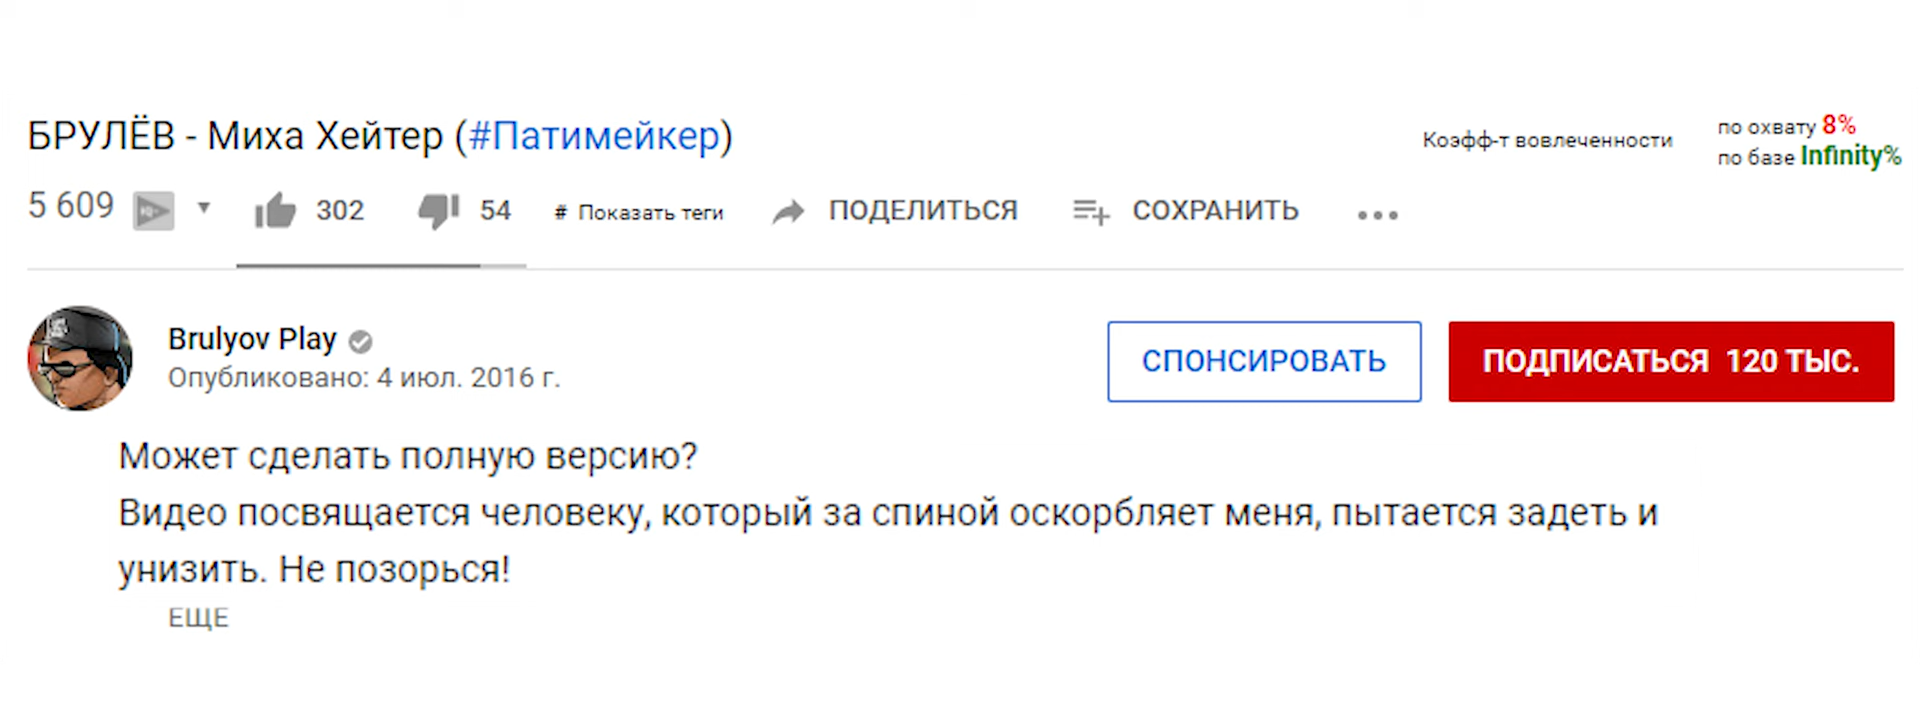 БРУЛЁВ - Миха Хейтер (#Патимейкер)
Коэфф-т вовлеченности
по охвату 8%
по базе Infinity%
5 609
302
54
# Показать теги
ПОДЕЛИТЬСЯ
СОХРАНИТЬ
Brulyov Play
Опубликовано: 4 июл. 2016 г.
СПОНСИРОВАТЬ
ПОДПИСАТЬСЯ 120 ТЫС.
Может сделать полную версию?
Видео посвящается человеку, который за спиной оскорбляет меня, пытается задеть и
унизить. Не позорься!
ЕЩЕ